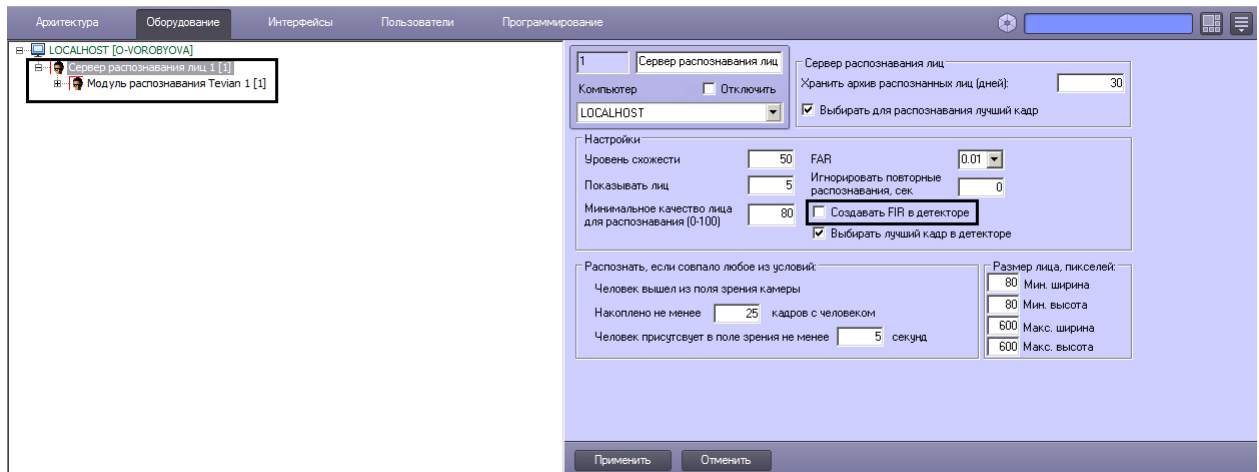 Архитектура Оборудование Интерфейсы Пользователи Программирование
LOCALHOST [O-VOROBYOVA]
Сервер распознавания лиц 1 [1]
Модуль распознавания Tevian 1 [1]
1 Сервер распознавания лиц
Компьютер Отключить
LOCALHOST
Сервер распознавания лиц
Хранить архив распознанных лиц (дней): 30
Выбирать для распознавания лучший кадр
Настройки
Уровень схожести 50
FAR 0.01
Показывать лиц 5
Игнорировать повторные
распознавания, сек 0
Минимальное качество лица
для распознавания (0-100) 80
Создавать FIR в детекторе
Выбирать лучший кадр в детекторе
Распознать, если совпало любое из условий:
Человек вышел из поля зрения камеры
Накоплено не менее 25 кадров с человеком
Человек присутсвует в поле зрения не менее 5 секунд
Размер лица, пикселей:
80 Мин. ширина
80 Мин. высота
600 Макс. ширина
600 Макс. высота
Применить Отменить